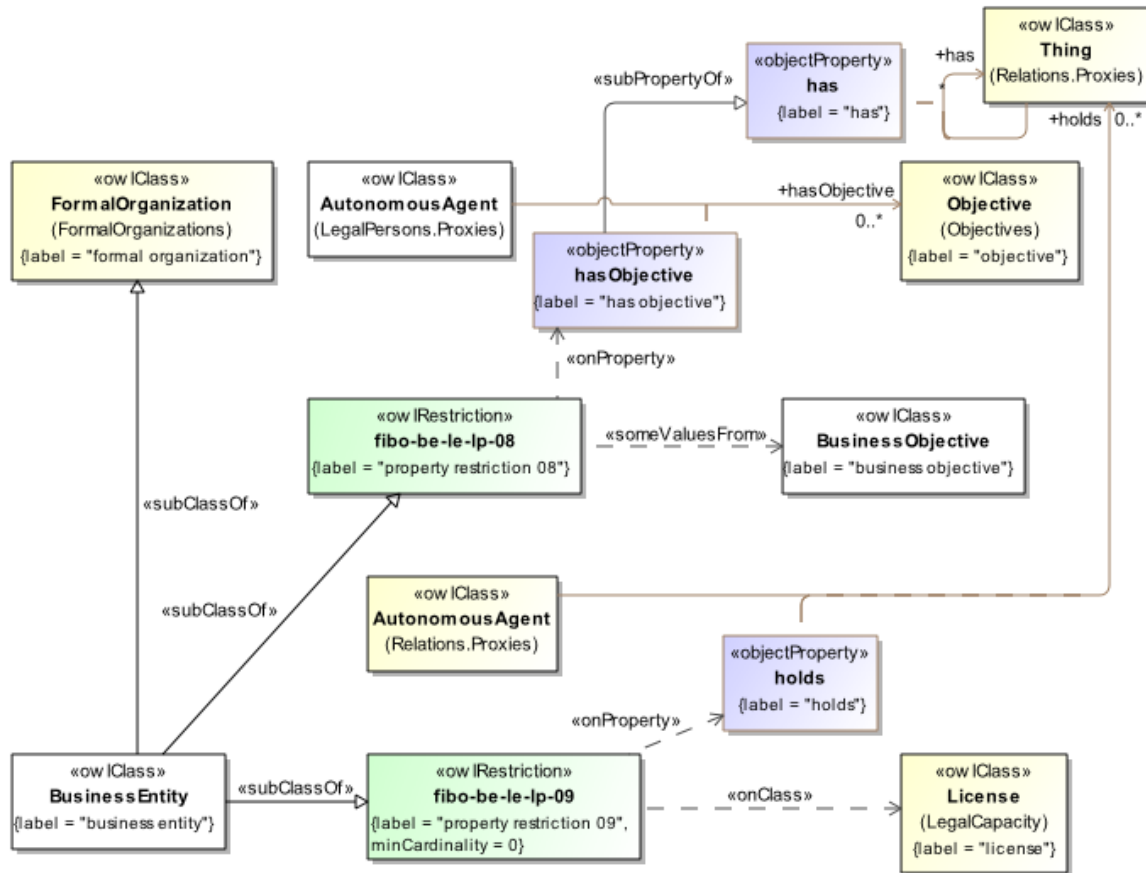 «owlClass»
Thing
(Relations.Proxies)
«objectProperty»
has
{label = "has"}
+has
*
«subPropertyOf»
+holds
0..*
«owlClass»
FormalOrganization
(FormalOrganizations)
{label = "formal organization"}
«owlClass»
AutonomousAgent
(LegalPersons.Proxies)
+hasObjective
0..*
«owlClass»
Objective
(Objectives)
{label = "objective"}
«objectProperty»
hasObjective
{label = "has objective"}
«onProperty»
«owlRestriction»
fibo-be-le-lp-08
{label = "property restriction 08"}
«someValuesFrom»
«owlClass»
BusinessObjective
{label = "business objective"}
«subClassOf»
«subClassOf»
«owlClass»
AutonomousAgent
(Relations.Proxies)
«objectProperty»
holds
{label = "holds"}
«onProperty»
«owlClass»
BusinessEntity
{label = "business entity"}
«subClassOf»
«owlRestriction»
fibo-be-le-lp-09
{label = "property restriction 09",
minCardinality = 0}
«onClass»
«owlClass»
License
(LegalCapacity)
{label = "license"}